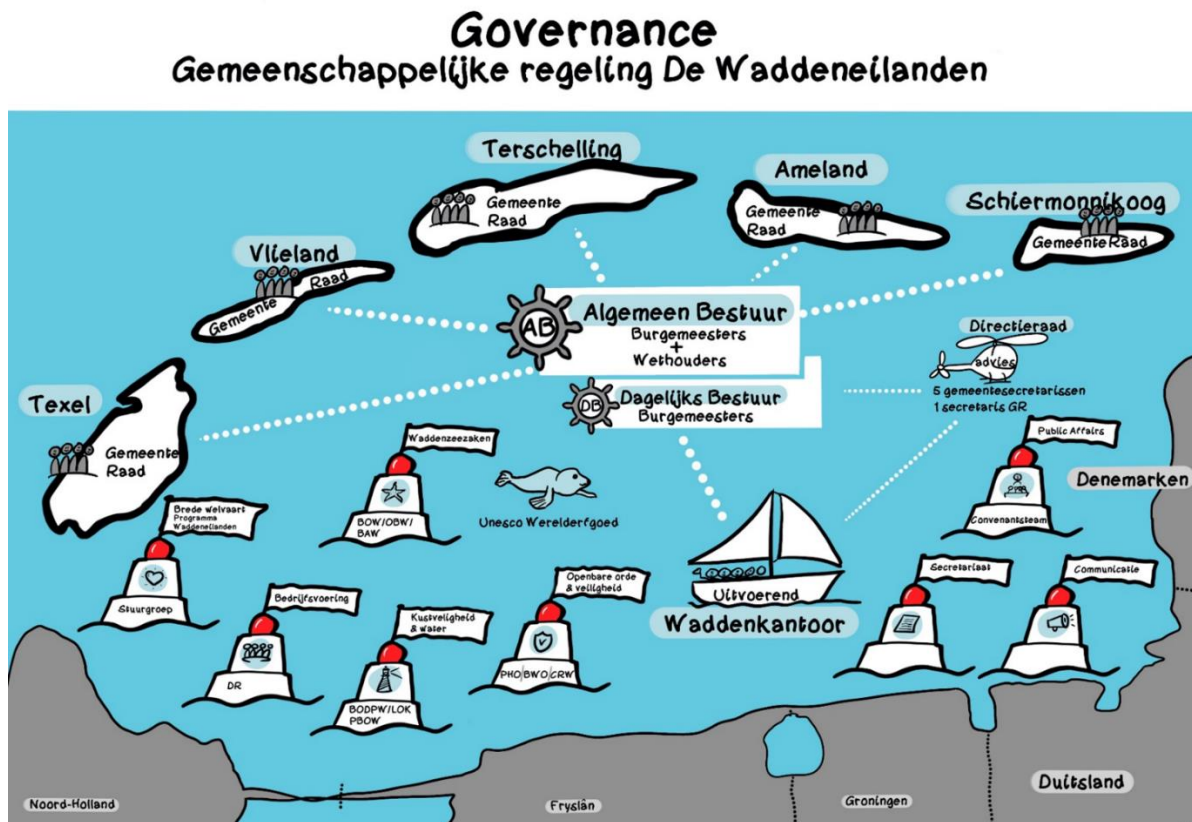 Governance
Gemeenschappelijke regeling De Waddeneilanden
Terschelling
Gemeente
Raad
Ameland
Gemeente
Raad
Schiermonnikoog
Gemeente Raad
Vlieland
Gemeente Raad
Texel
Gemeente
Raad
AB
Algemeen Bestuur
Burgemeesters
+
Wethouders
DB
Dagelijks Bestuur
Burgemeesters
Directieraad
advies
5 gemeentesecretarissen
1 secretaris GR
Waddenzeezaken
BOW/OBW/
BAW
Unesco Werelderfgoed
Public Affairs
Convenantsteam
Denemarken
Brede welvaart
Programma
Waddeneilanden
Stuurgroep
Bedrijfsvoering
DR
Kustveiligheid
& water
BODPW/LOK
PBOW
Openbare orde
& veiligheid
PHO/BWO/CRW
Uitvoerend
Waddenkantoor
Secretariaat
Communicatie
Noord-Holland
Fryslân
Groningen
Duitsland